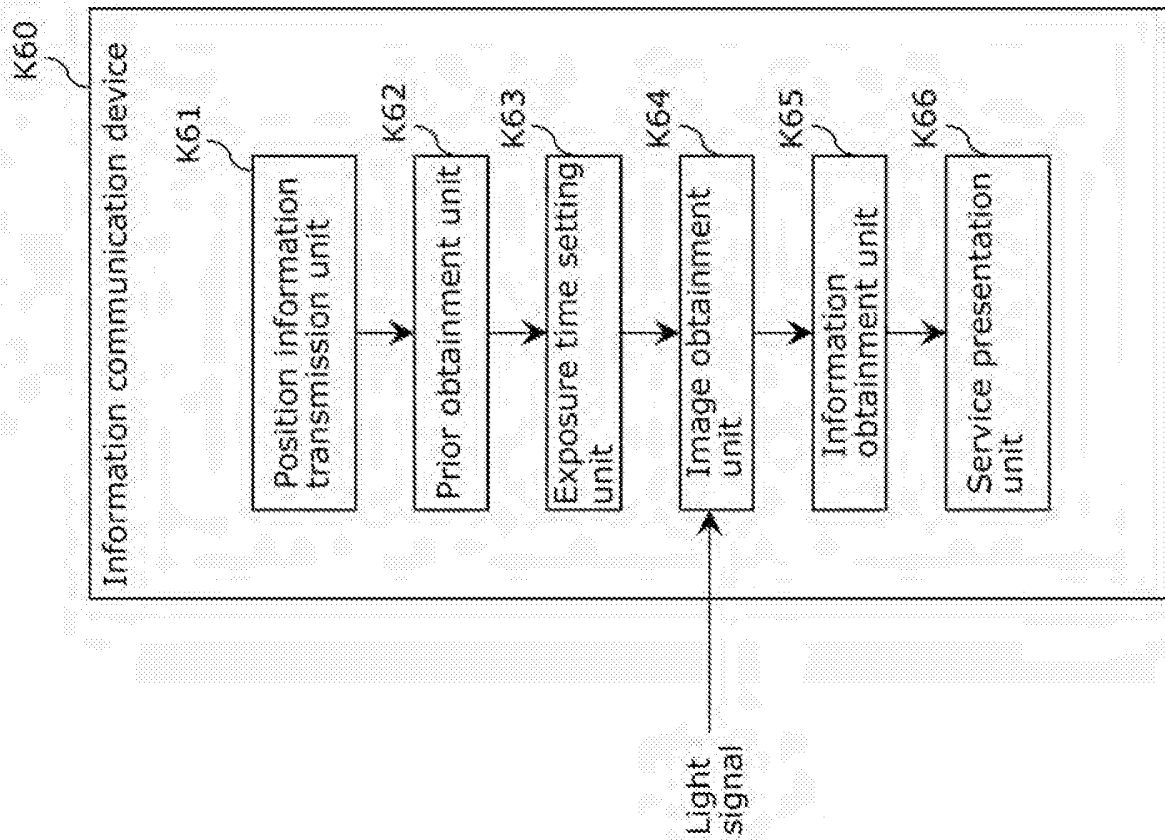 K60
Information communication device
K61
Position information
transmission unit
K62
Prior obtainment unit
K63
Exposure time setting
unit
K64
Image obtainment
unit
K65
Information
obtainment unit
K66
Service presentation
unit
Light
signal